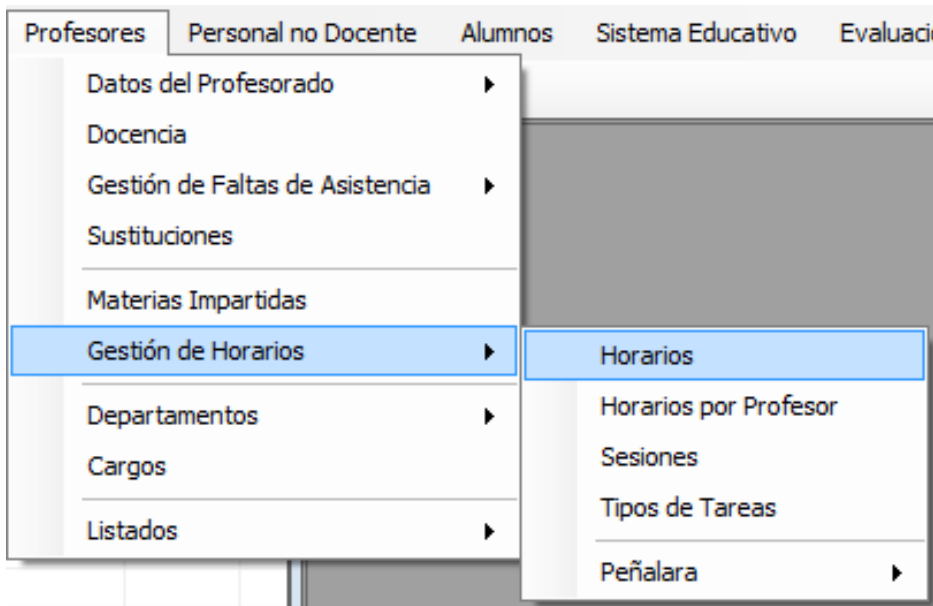 Profesores Personal no Docente Alumnos Sistema Educativo
Datos del Profesorado
Docencia
Gestión de Faltas de Asistencia
Sustituciones
Materias Impartidas
Gestión de Horarios
Departamentos
Cargos
Listados
Horarios
Horarios por Profesor
Sesiones
Tipos de Tareas
Peñalara